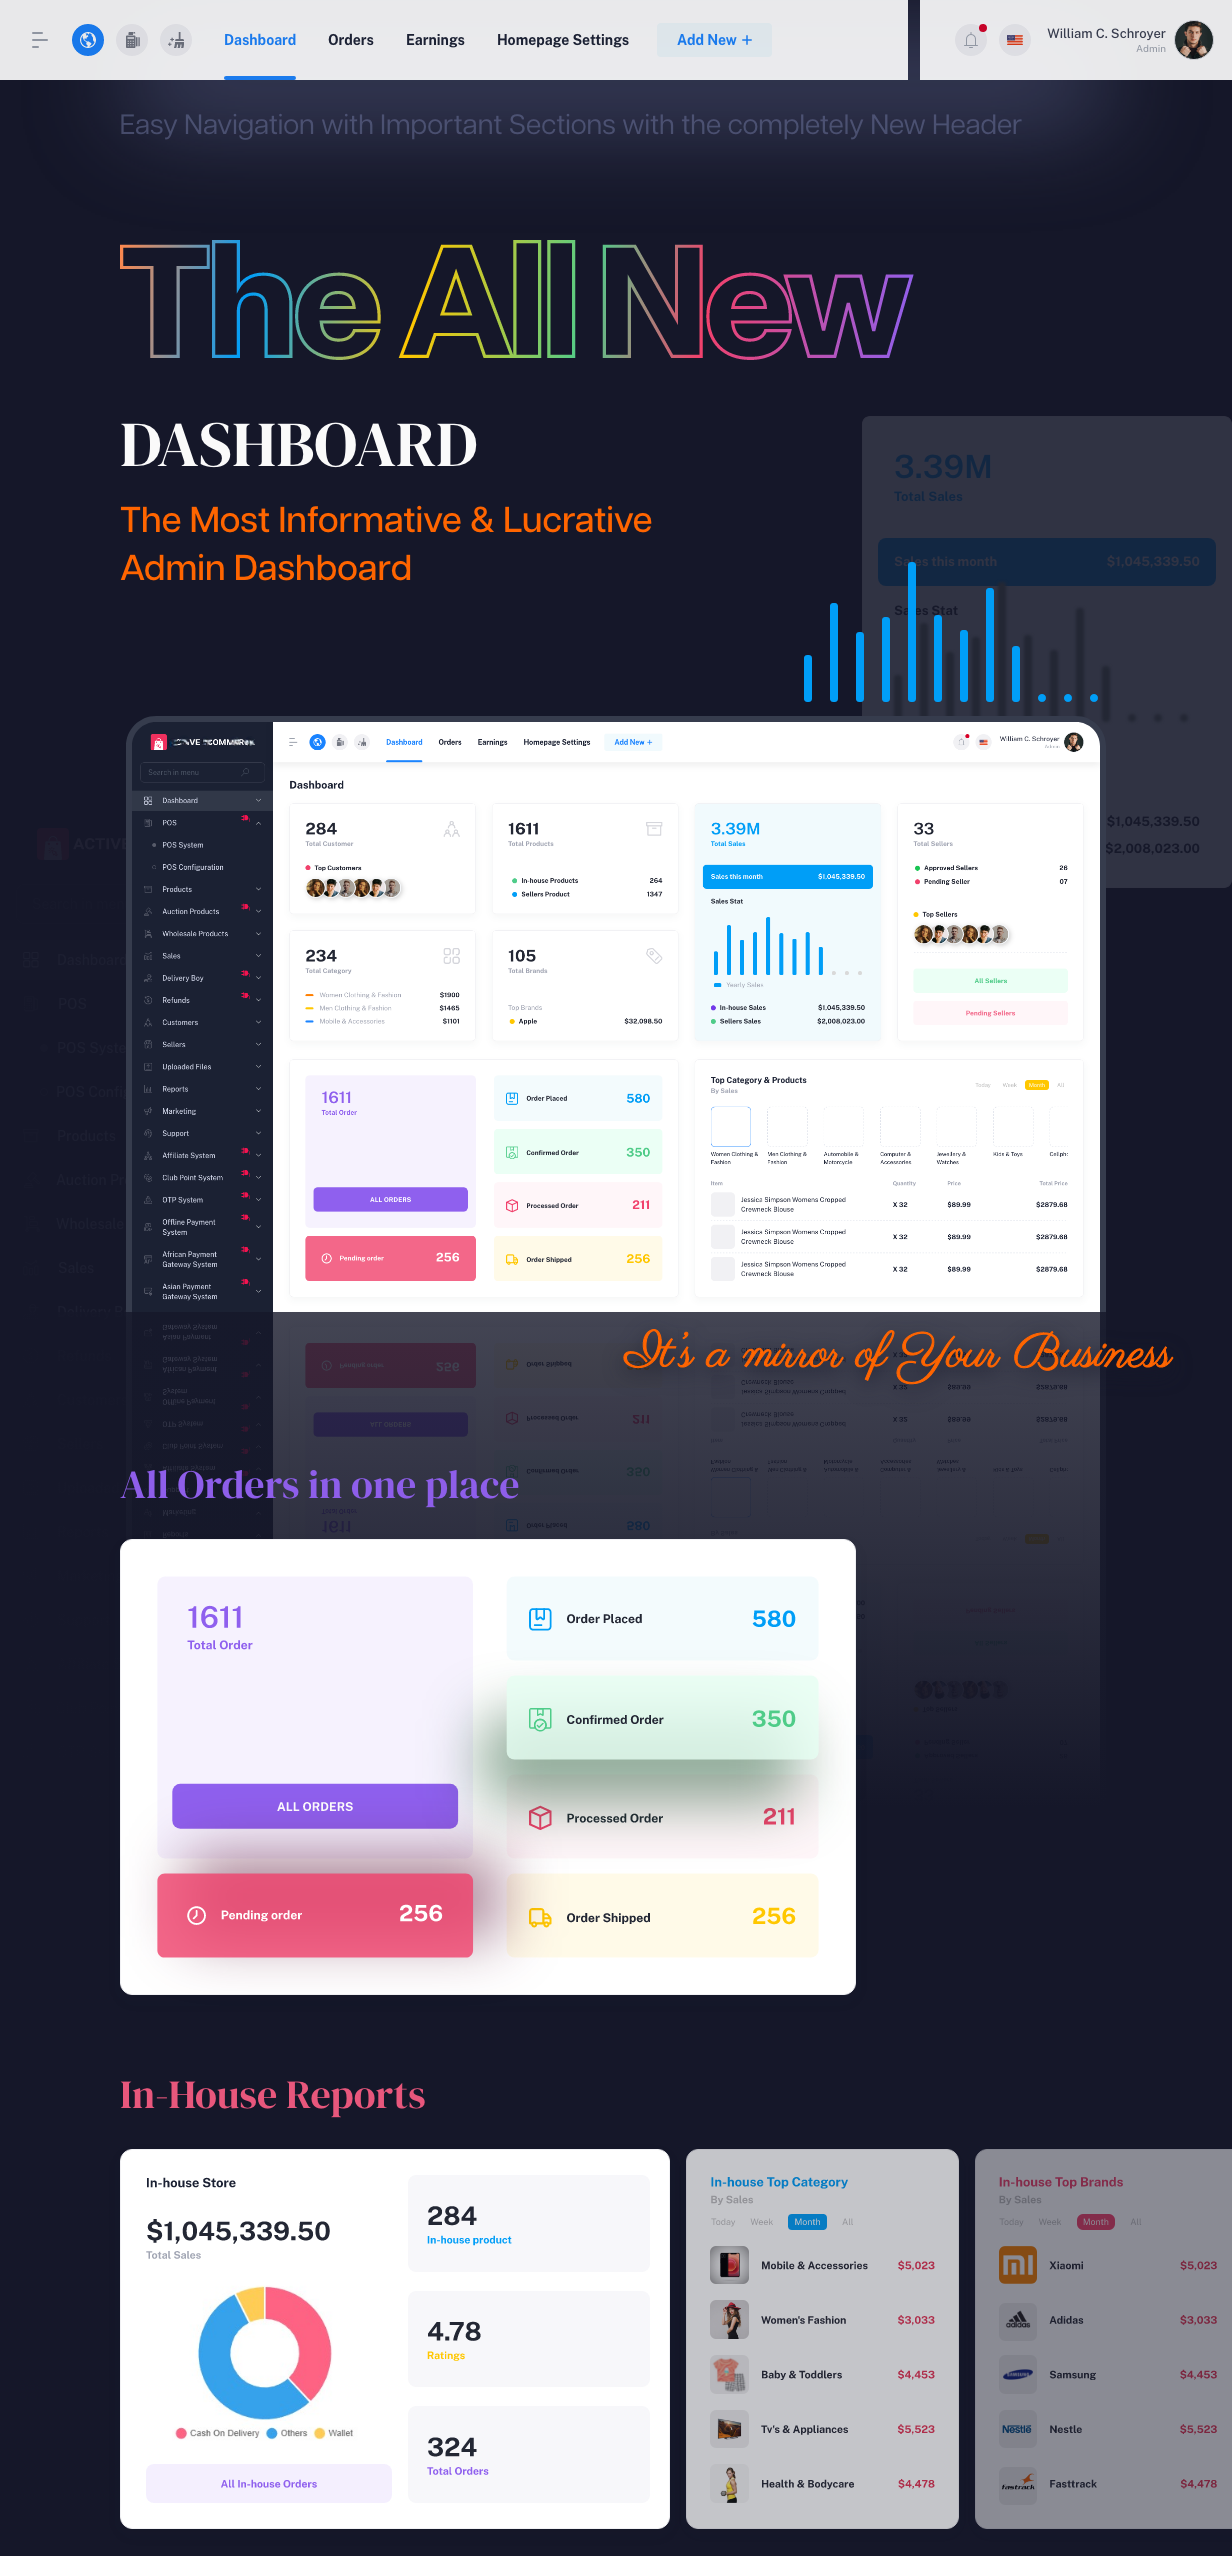 Dashboard
Orders
Earnings
Homepage Settings
Add New +
William C. Schroyer
Admin
Easy Navigation with Important Sections with the completely New Header
The All New
DASHBOARD
The Most Informative & Lucrative
Admin Dashboard
3.39M
Total Sales
Sales this month $1,045,339.50
Sales Stat
$1,045,339.50
$2,008,023.00
Search in menu
Dashboard
POS
POS System
POS Configuration
Products
Auction Products
Wholesale Products
Sales
Delivery Boy
Refunds
Customers
Sellers
Uploaded Files
Reports
Marketing
Support
Affiliate System
Club Point System
OTP System
Offline Payment
System
African Payment
Gateway System
Asian Payment
Gateway System
Dashboard
Orders
Earnings
Homepage Settings
Add New +
William C. Schroyer
Admin
Dashboard
284
Total Customer
Top Customers
1611
Total Products
In-house Products 264
Sellers Product 1347
3.39M
Total Sales
Sales this month $1,045,339.50
Sales Stat
Yearly Sales
In-house Sales $1,045,339.50
Sellers Sales $2,008,023.00
33
Total Sellers
Approved Sellers 26
Pending Seller 07
Top Sellers
All Sellers
Pending Sellers
234
Total Category
Women Clothing & Fashion $1900
Men Clothing & Fashion $1465
Mobile & Accessories $1101
105
Total Brands
Top Brands
Apple $32,098.50
1611
Total Order
ALL ORDERS
Pending order 256
Order Placed 580
Confirmed Order 350
Processed Order 211
Order Shipped 256
Top Category & Products
By Sales
Today Week Month All
Women Clothing &
Fashion
Men Clothing &
Fashion
Automobile &
Motorcycle
Computer &
Accessories
Jewellery &
Watches
Kids & Toys
Cellph
Item Quantity Price Total Price
Jessica Simpson Womens Cropped
Crewneck Blouse
X 32 $89.99 $2879.68
Jessica Simpson Womens Cropped
Crewneck Blouse
X 32 $89.99 $2879.68
Jessica Simpson Womens Cropped
Crewneck Blouse
X 32 $89.99 $2879.68
It's a mirror of Your Business
All Orders in one place
1611
Total Order
ALL ORDERS
Pending order 256
Order Placed 580
Confirmed Order 350
Processed Order 211
Order Shipped 256
In-House Reports
In-house Store
$1,045,339.50
Total Sales
Cash On Delivery
Others
Wallet
All In-house Orders
284
In-house product
4.78
Ratings
324
Total Orders
In-house Top Category
By Sales
Today Week Month All
Mobile & Accessories $5,023
Women's Fashion $3,033
Baby & Toddlers $4,453
Tv's & Appliances $5,523
Health & Bodycare $4,478
In-house Top Brands
By Sales
Today Week Month All
Xiaomi $5,023
adidas
Adidas $3,033
SAMSUNG
Samsung $4,453
Nestlé
Nestle $5,523
fastrack
Fasttrack $4,478